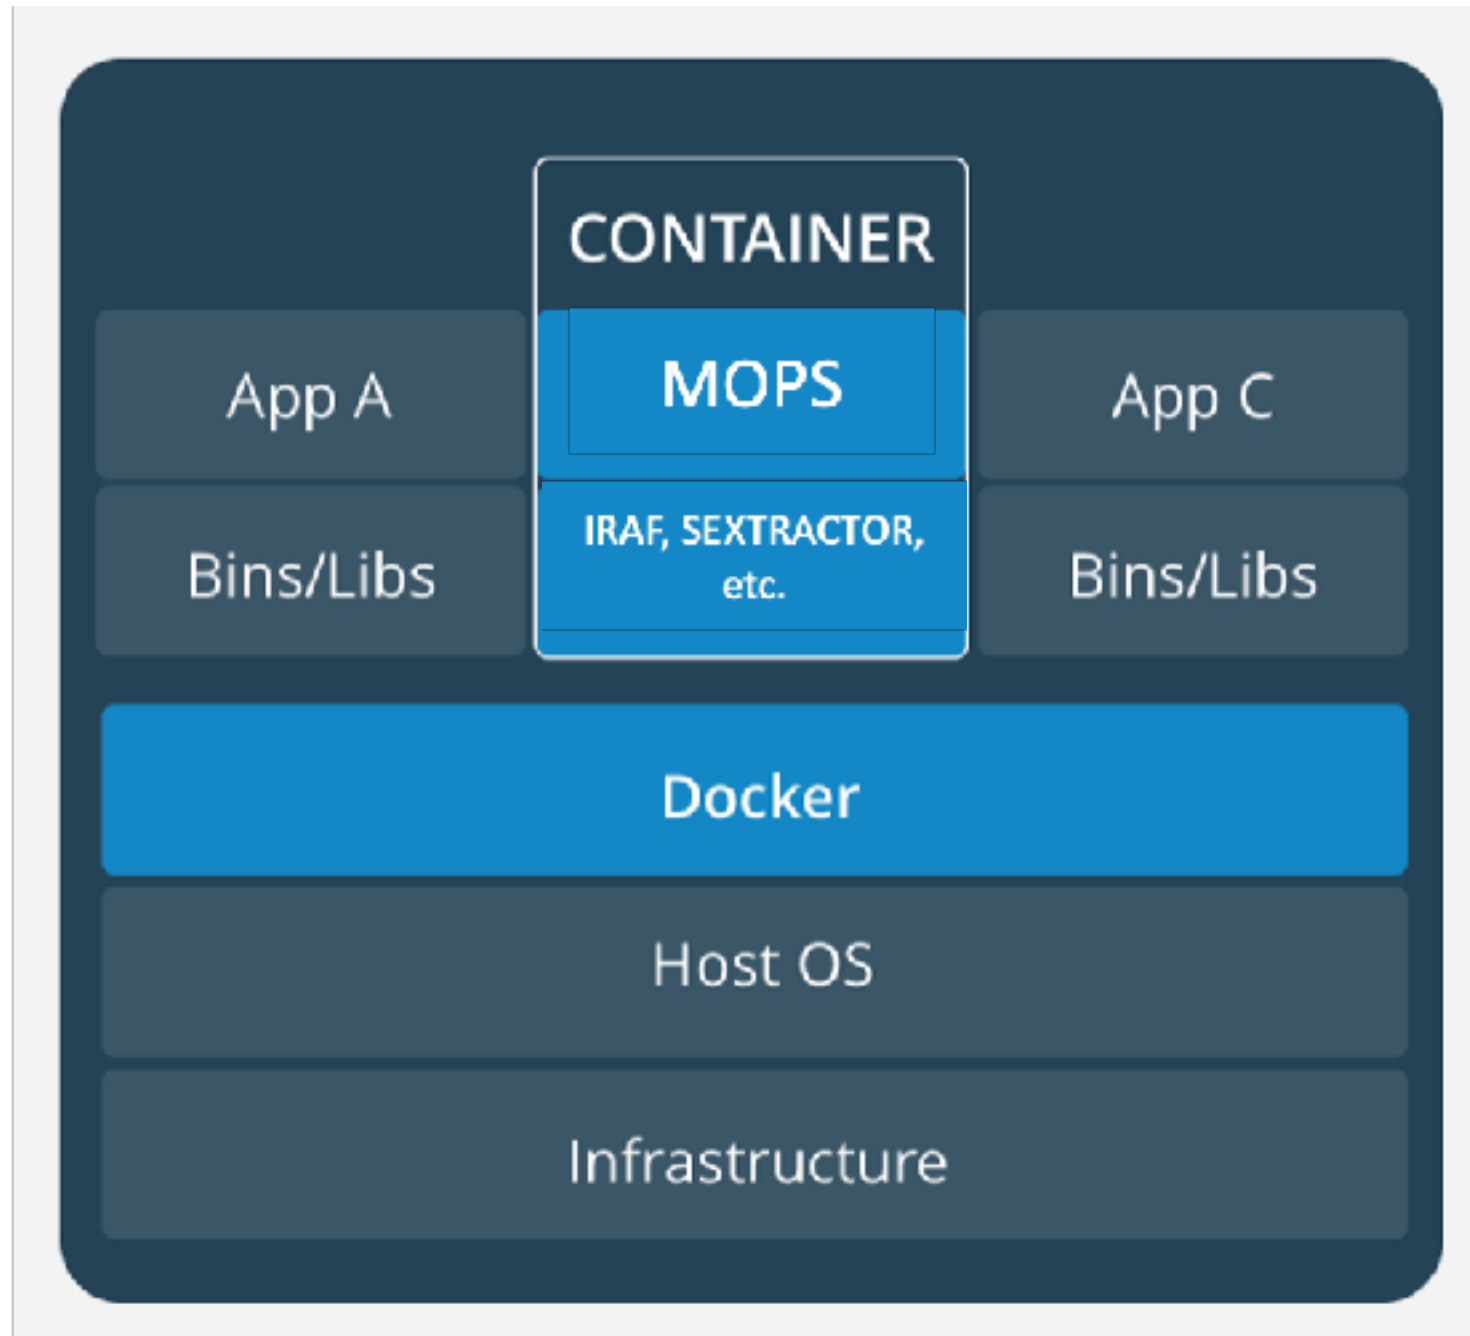 CONTAINER
App A
MOPS
App C
Bins/Libs
IRAF, SEXTRACTOR,
etc.
Bins/Libs
Docker
Host OS
Infrastructure